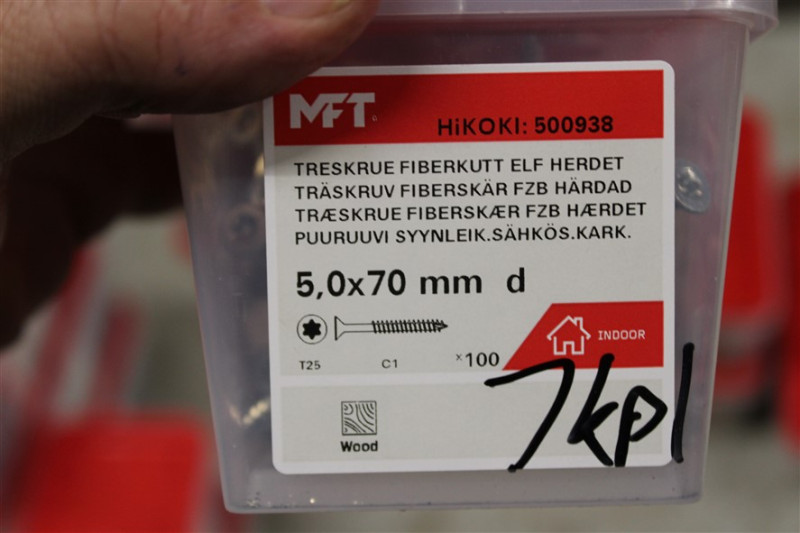 MFT
HiKOKI: 500938
TRESKRUE FIBERKUTT ELF HERDET
TRÄSKRUV FIBERSKÄR FZB HÄRDAD
TRÆSKRUE FIBERSKÆR FZB HÆRDET
PUURUUVI SYYNLEIK.SÄHKÖS.KARK.
5,0x70 mm d
INDOOR
T25 C1 x100
7kpl
Wood